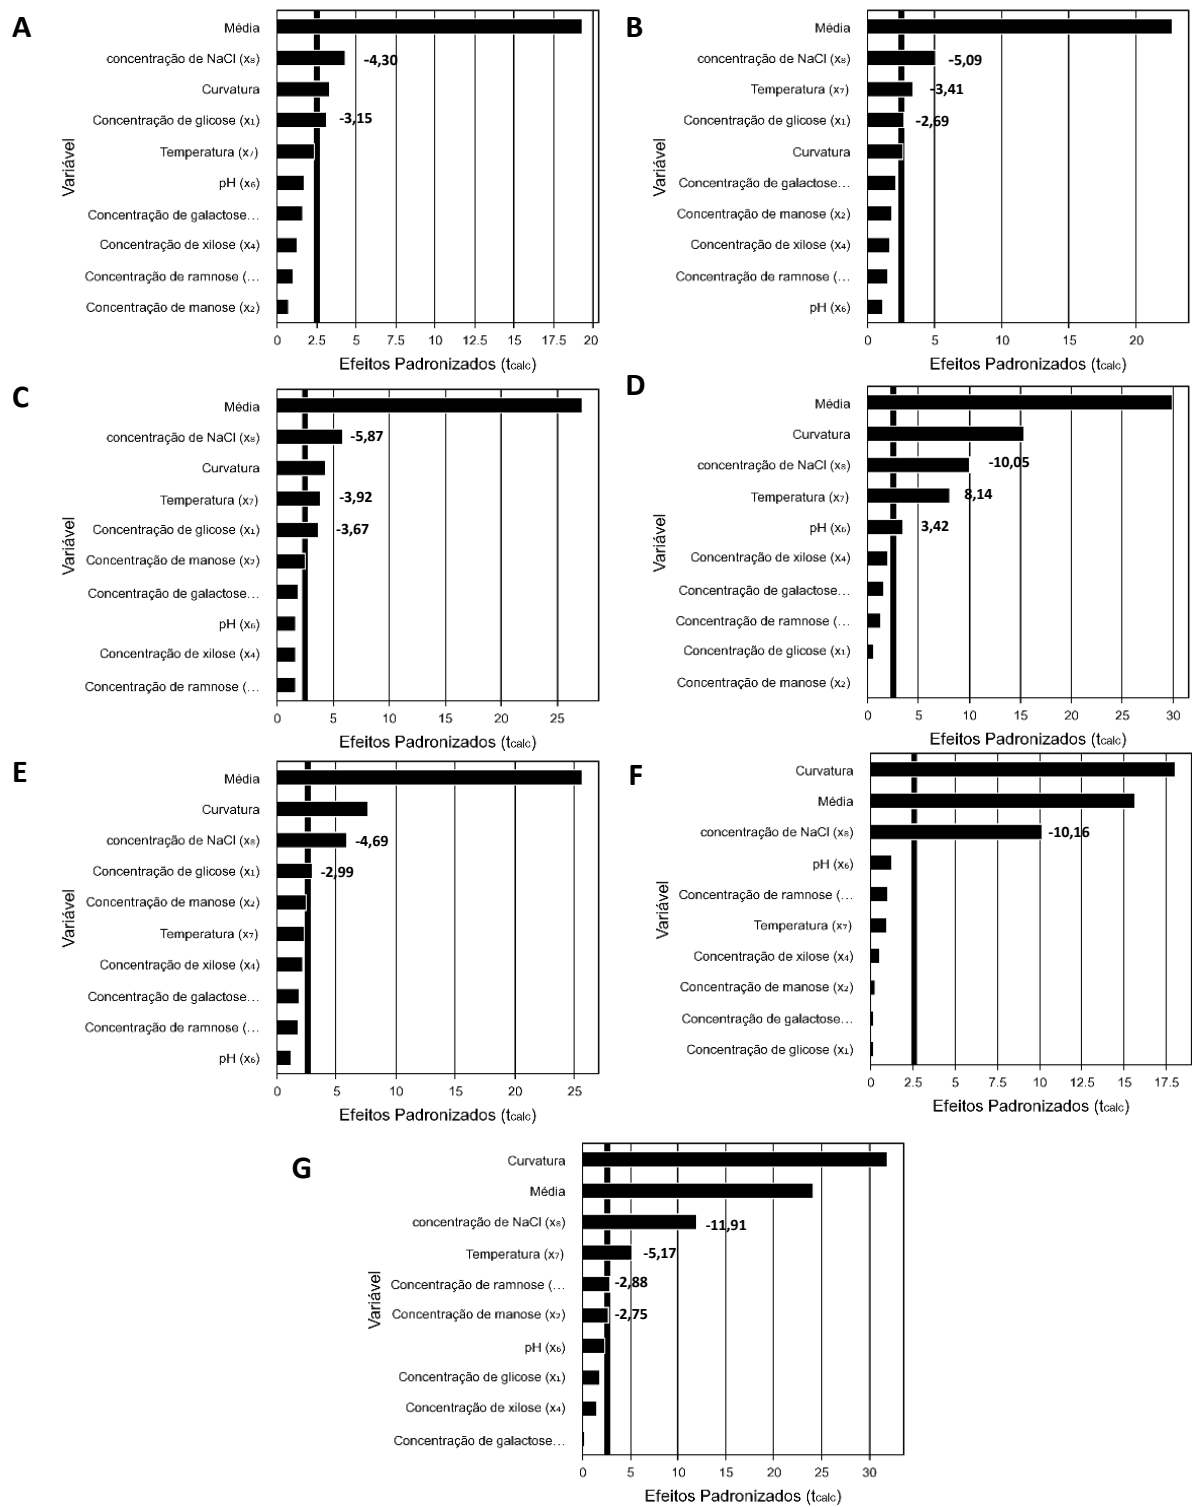 A
Média
concentração de NaCl (x₈)
-4,30
Curvatura
Concentração de glicose (x₁)
-3,15
Temperatura (x₇)
pH (x₆)
Concentração de galactose...
Concentração de xilose (x₄)
Concentração de ramnose (...
Concentração de manose (x₂)
Variável
0 2.5 5 7.5 10 12.5 15 17.5 20
Efeitos Padronizados (tcalc)
B
Média
concentração de NaCl (x₈)
-5,09
Temperatura (x₇)
-3,41
Concentração de glicose (x₁)
-2,69
Curvatura
Concentração de galactose...
Concentração de manose (x₂)
Concentração de xilose (x₄)
Concentração de ramnose (...
pH (x₆)
Variável
0 5 10 15 20
Efeitos Padronizados (tcalc)
C
Média
concentração de NaCl (x₈)
-5,87
Curvatura
Temperatura (x₇)
-3,92
Concentração de glicose (x₁)
-3,67
Concentração de manose (x₂)
Concentração de galactose...
pH (x₆)
Concentração de xilose (x₄)
Concentração de ramnose (...
Variável
0 5 10 15 20 25
Efeitos Padronizados (tcalc)
D
Média
Curvatura
concentração de NaCl (x₈)
-10,05
Temperatura (x₇)
8,14
pH (x₆)
3,42
Concentração de xilose (x₄)
Concentração de galactose...
Concentração de ramnose (...
Concentração de glicose (x₁)
Concentração de manose (x₂)
Variável
0 5 10 15 20 25 30
Efeitos Padronizados (tcalc)
E
Média
Curvatura
concentração de NaCl (x₈)
-4,69
Concentração de glicose (x₁)
-2,99
Concentração de manose (x₂)
Temperatura (x₇)
Concentração de xilose (x₄)
Concentração de galactose...
Concentração de ramnose (...
pH (x₆)
Variável
0 5 10 15 20 25
Efeitos Padronizados (tcalc)
F
Curvatura
Média
concentração de NaCl (x₈)
-10,16
pH (x₆)
Concentração de ramnose (...
Temperatura (x₇)
Concentração de xilose (x₄)
Concentração de manose (x₂)
Concentração de galactose...
Concentração de glicose (x₁)
Variável
0 2.5 5 7.5 10 12.5 15 17.5
Efeitos Padronizados (tcalc)
G
Curvatura
Média
concentração de NaCl (x₈)
-11,91
Temperatura (x₇)
-5,17
Concentração de ramnose (...
-2,88
Concentração de manose (x₂)
-2,75
pH (x₆)
Concentração de glicose (x₁)
Concentração de xilose (x₄)
Concentração de galactose...
Variável
0 5 10 15 20 25 30
Efeitos Padronizados (tcalc)